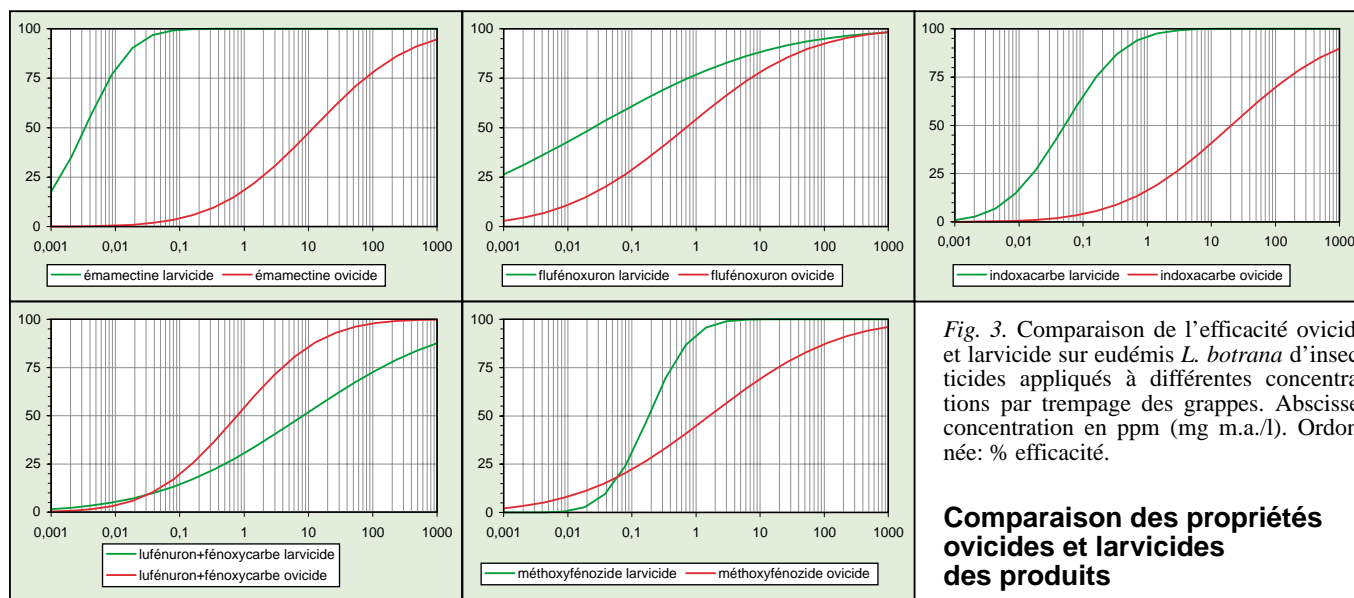 100
75
50
25
0
0,001 0,01 0,1 1 10 100 1000
émamectine larvicide émamectine ovicide
100
75
50
25
0
0,001 0,01 0,1 1 10 100 1000
flufénoxuron larvicide flufénoxuron ovicide
100
75
50
25
0
0,001 0,01 0,1 1 10 100 1000
indoxacarbe larvicide indoxacarbe ovicide
100
75
50
25
0
0,001 0,01 0,1 1 10 100 1000
lufénuron+fénoxycarbe larvicide
lufénuron+fénoxycarbe ovicide
100
75
50
25
0
0,001 0,01 0,1 1 10 100 1000
méthoxyfénozide larvicide méthoxyfénozide ovicide
Fig. 3. Comparaison de l'efficacité ovicid
et larvicide sur eudémis L. botrana d'insec
ticides appliqués à différentes concentra
tions par trempage des grappes. Abscisse
concentration en ppm (mg m.a./l). Ordon
née: % efficacité.
Comparaison des propriétés
ovicides et larvicides
des produits